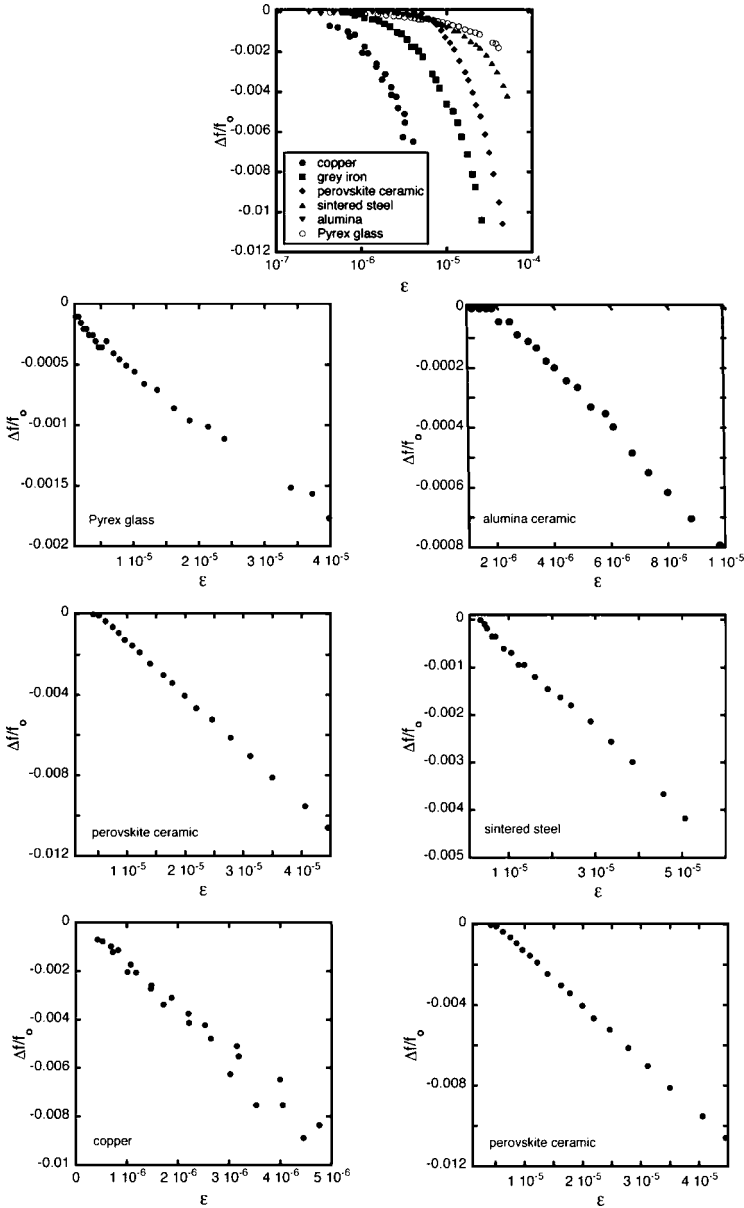 0
-0.002
-0.004
-0.006
-0.008
-0.01
-0.012
Δf/f₀
copper
grey iron
perovskite ceramic
sintered steel
alumina
Pyrex glass
10⁻⁷ 10⁻⁶ 10⁻⁵ 10⁻⁴
ε
0
-0.0005
-0.001
-0.0015
-0.002
Δf/f₀
Pyrex glass
1 10⁻⁵ 2 10⁻⁵ 3 10⁻⁵ 4 10⁻⁵
ε
0
-0.0002
-0.0004
-0.0006
-0.0008
Δf/f₀
alumina ceramic
2 10⁻⁶ 4 10⁻⁶ 6 10⁻⁶ 8 10⁻⁶ 1 10⁻⁵
ε
0
-0.004
-0.008
-0.012
Δf/f₀
perovskite ceramic
1 10⁻⁵ 2 10⁻⁵ 3 10⁻⁵ 4 10⁻⁵
ε
0
-0.001
-0.002
-0.003
-0.004
-0.005
Δf/f₀
sintered steel
1 10⁻⁵ 3 10⁻⁵ 5 10⁻⁵
ε
0
-0.002
-0.004
-0.006
-0.008
-0.01
Δf/f₀
copper
0 1 10⁻⁶ 2 10⁻⁶ 3 10⁻⁶ 4 10⁻⁶ 5 10⁻⁶
ε
0
-0.004
-0.008
-0.012
Δf/f₀
perovskite ceramic
1 10⁻⁵ 2 10⁻⁵ 3 10⁻⁵ 4 10⁻⁵
ε